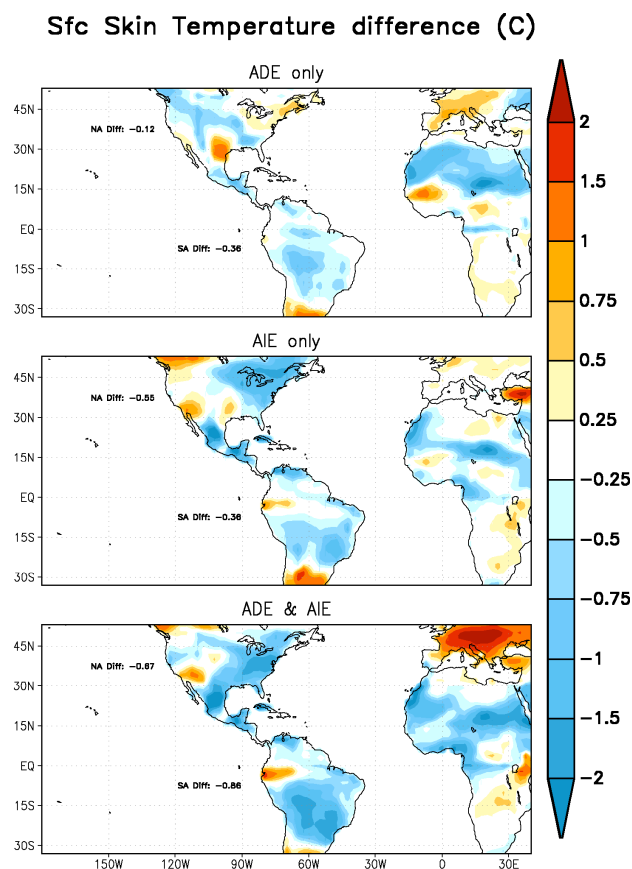 Sfc Skin Temperature difference (C)
ADE only
45N
30N
15N
EQ
15S
30S
NA Diff: -0.12
SA Diff: -0.36
AIE only
45N
30N
15N
EQ
15S
30S
NA Diff: -0.55
SA Diff: -0.36
ADE & AIE
45N
30N
15N
EQ
15S
30S
NA Diff: -0.67
SA Diff: -0.86
150W 120W 90W 60W 30W 0 30E
2
1.5
1
0.75
0.5
0.25
-0.25
-0.5
-0.75
-1
-1.5
-2